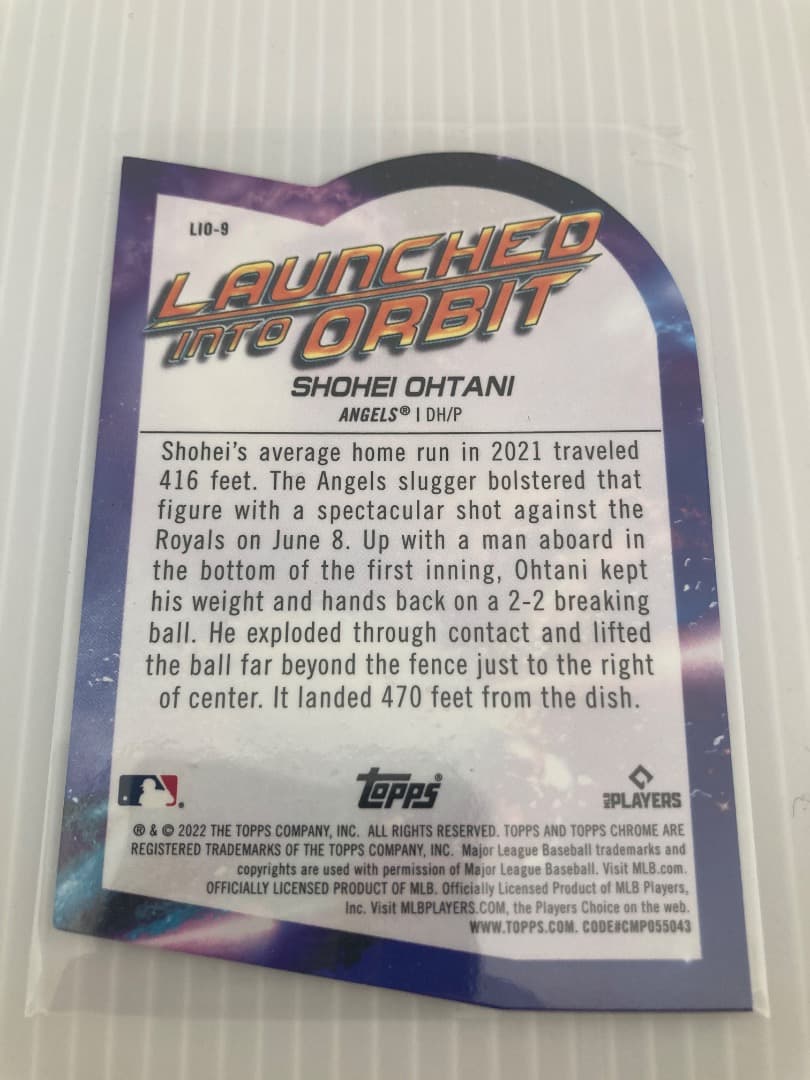 LIO-9
LAUNCHED
INTO ORBIT
SHOHEI OHTANI
ANGELS® | DH/P
Shohei's average home run in 2021 traveled
416 feet. The Angels slugger bolstered that
figure with a spectacular shot against the
Royals on June 8. Up with a man aboard in
the bottom of the first inning, Ohtani kept
his weight and hands back on a 2-2 breaking
ball. He exploded through contact and lifted
the ball far beyond the fence just to the right
of center. It landed 470 feet from the dish.
topps®
MLB PLAYERS
® & © 2022 THE TOPPS COMPANY, INC. ALL RIGHTS RESERVED. TOPPS AND TOPPS CHROME ARE
REGISTERED TRADEMARKS OF THE TOPPS COMPANY, INC. Major League Baseball trademarks and
copyrights are used with permission of Major League Baseball. Visit MLB.com.
OFFICIALLY LICENSED PRODUCT OF MLB. Officially Licensed Product of MLB Players,
Inc. Visit MLBPLAYERS.COM, the Players Choice on the web.
WWW.TOPPS.COM. CODE#CMP055043